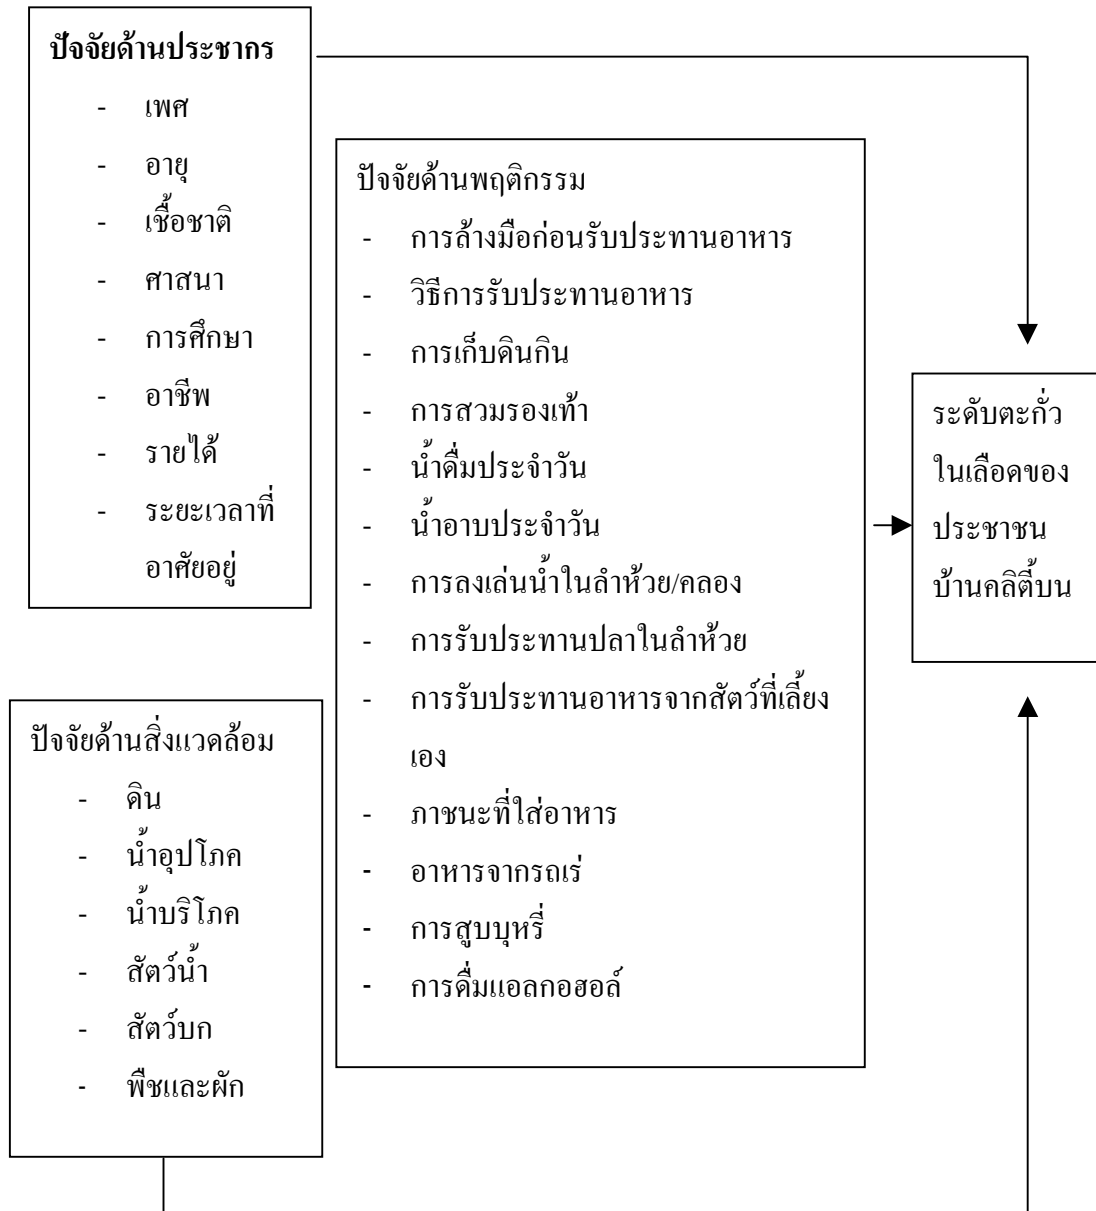 ปัจจัยด้านประชากร
- เพศ
- อายุ
- เชื้อชาติ
- ศาสนา
- การศึกษา
- อาชีพ
- รายได้
- ระยะเวลาที่
อาศัยอยู่
ปัจจัยด้านพฤติกรรม
- การล้างมือก่อนรับประทานอาหาร
- วิธีการรับประทานอาหาร
- การเก็บดินกิน
- การสวมรองเท้า
- น้ำดื่มประจำวัน
- น้ำอาบประจำวัน
- การลงเล่นน้ำในลำห้วย/คลอง
- การรับประทานปลาในลำห้วย
- การรับประทานอาหารจากสัตว์ที่เลี้ยง
เอง
- ภาชนะที่ใส่อาหาร
- อาหารจากรถเร่
- การสูบบุหรี่
- การดื่มแอลกอฮอล์
ระดับตะกั่ว
ในเลือดของ
ประชาชน
บ้านคลิตี้บน
ปัจจัยด้านสิ่งแวดล้อม
- ดิน
- น้ำอุปโภค
- น้ำบริโภค
- สัตว์น้ำ
- สัตว์บก
- พืชและผัก